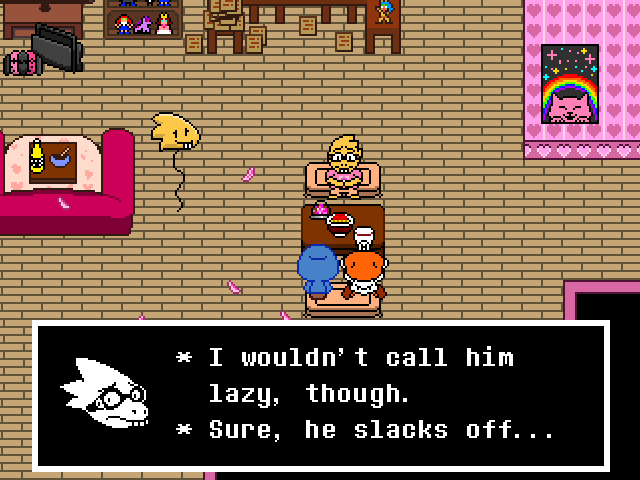 * I wouldn't call him
lazy, though.
* Sure, he slacks off...